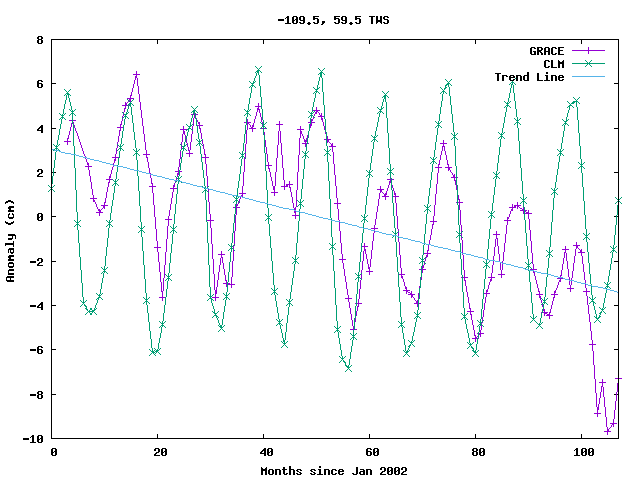 -109.5, 59.5 TWS
GRACE
CLM
Trend Line
Anomaly (cm)
8
6
4
2
0
-2
-4
-6
-8
-10
0 20 40 60 80 100
Months since Jan 2002